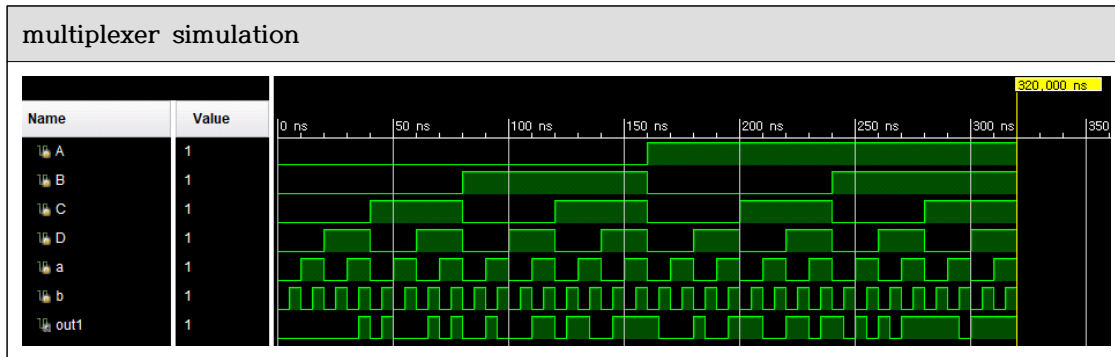 multiplexer simulation
320,000 ns
Name Value
0 ns 50 ns 100 ns 150 ns 200 ns 250 ns 300 ns 350
A 1
B 1
C 1
D 1
a 1
b 1
out1 1